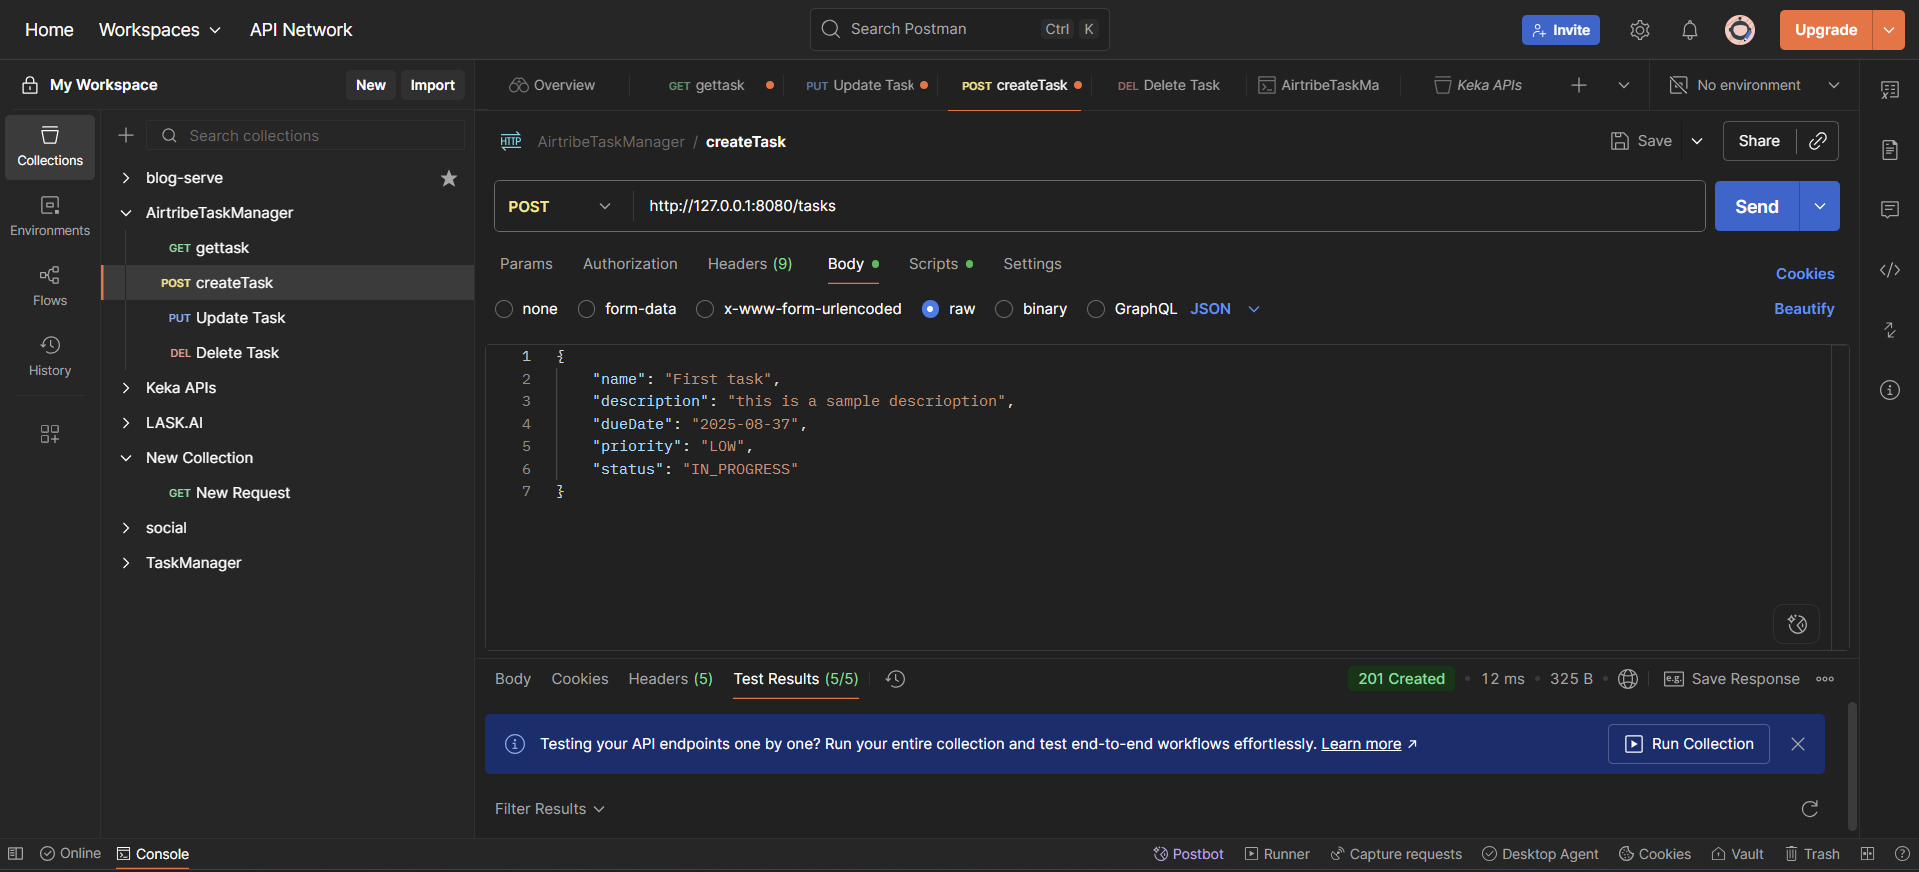 Home Workspaces API Network Search Postman Ctrl K Invite Upgrade
My Workspace New Import Overview GET gettask PUT Update Task POST createTask DEL Delete Task AirtribeTaskMa Keka APIs No environment
Collections
Search collections
HTTP AirtribeTaskManager / createTask Save Share
blog-serve
AirtribeTaskManager
GET gettask
POST createTask
PUT Update Task
DEL Delete Task
Keka APIs
LASK.AI
New Collection
GET New Request
social
TaskManager
Environments
Flows
History
POST http://127.0.0.1:8080/tasks Send
Params Authorization Headers (9) Body Scripts Settings Cookies
none form-data x-www-form-urlencoded raw binary GraphQL JSON Beautify
1 {
2 "name": "First task",
3 "description": "this is a sample descrioption",
4 "dueDate": "2025-08-37",
5 "priority": "LOW",
6 "status": "IN_PROGRESS"
7 }
Body Cookies Headers (5) Test Results (5/5) 201 Created • 12 ms • 325 B • e.g. Save Response
Testing your API endpoints one by one? Run your entire collection and test end-to-end workflows effortlessly. Learn more ↗ Run Collection
Filter Results
Online Console Postbot Runner Capture requests Desktop Agent Cookies Vault Trash